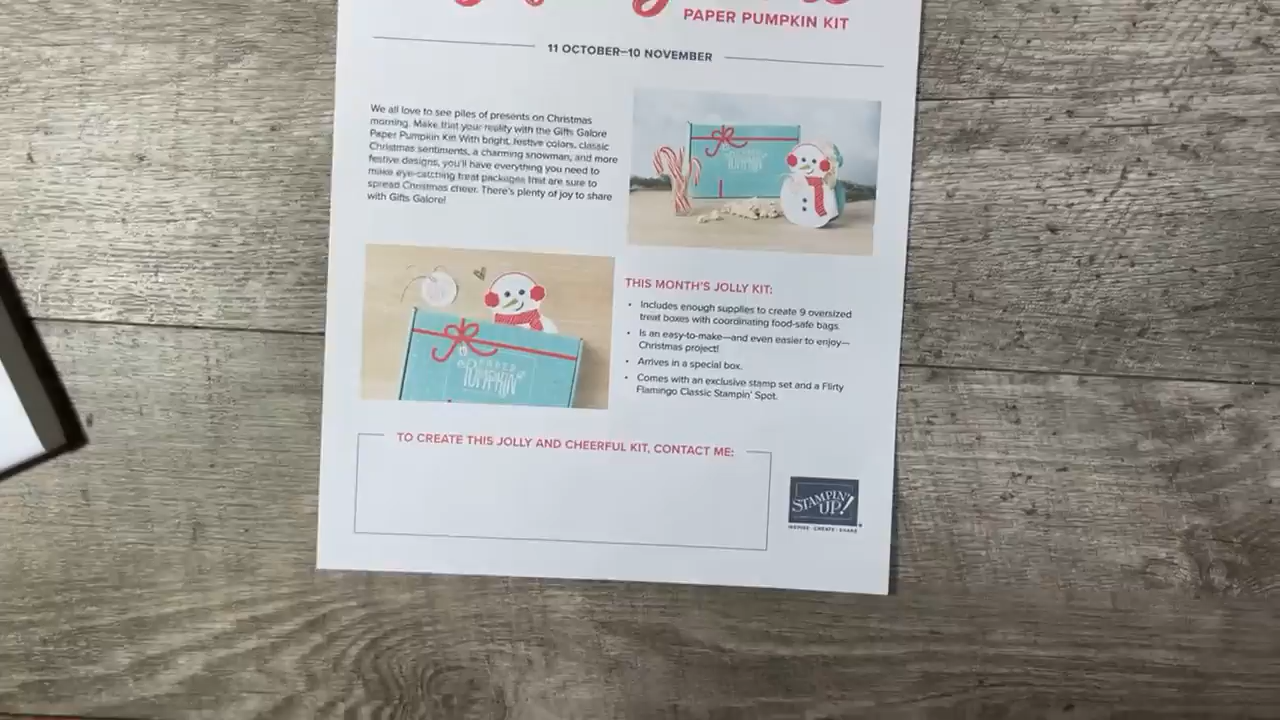 PAPER PUMPKIN KIT
11 OCTOBER–10 NOVEMBER
We all love to see piles of presents on Christmas
morning. Make that your reality with the Gifts Galore
Paper Pumpkin Kit! With bright, festive colors, classic
Christmas sentiments, a charming snowman, and more
festive designs, you'll have everything you need to
make eye-catching treat packages that are sure to
spread Christmas cheer. There's plenty of joy to share
with Gifts Galore!
THIS MONTH'S JOLLY KIT:
• Includes enough supplies to create 9 oversized
treat boxes with coordinating food-safe bags.
• Is an easy-to-make—and even easier to enjoy—
Christmas project!
• Arrives in a special box.
• Comes with an exclusive stamp set and a Flirty
Flamingo Classic Stampin' Spot.
PAPER
PUMPKIN
TO CREATE THIS JOLLY AND CHEERFUL KIT, CONTACT ME:
STAMPIN'
UP!
INSPIRE · CREATE · SHARE